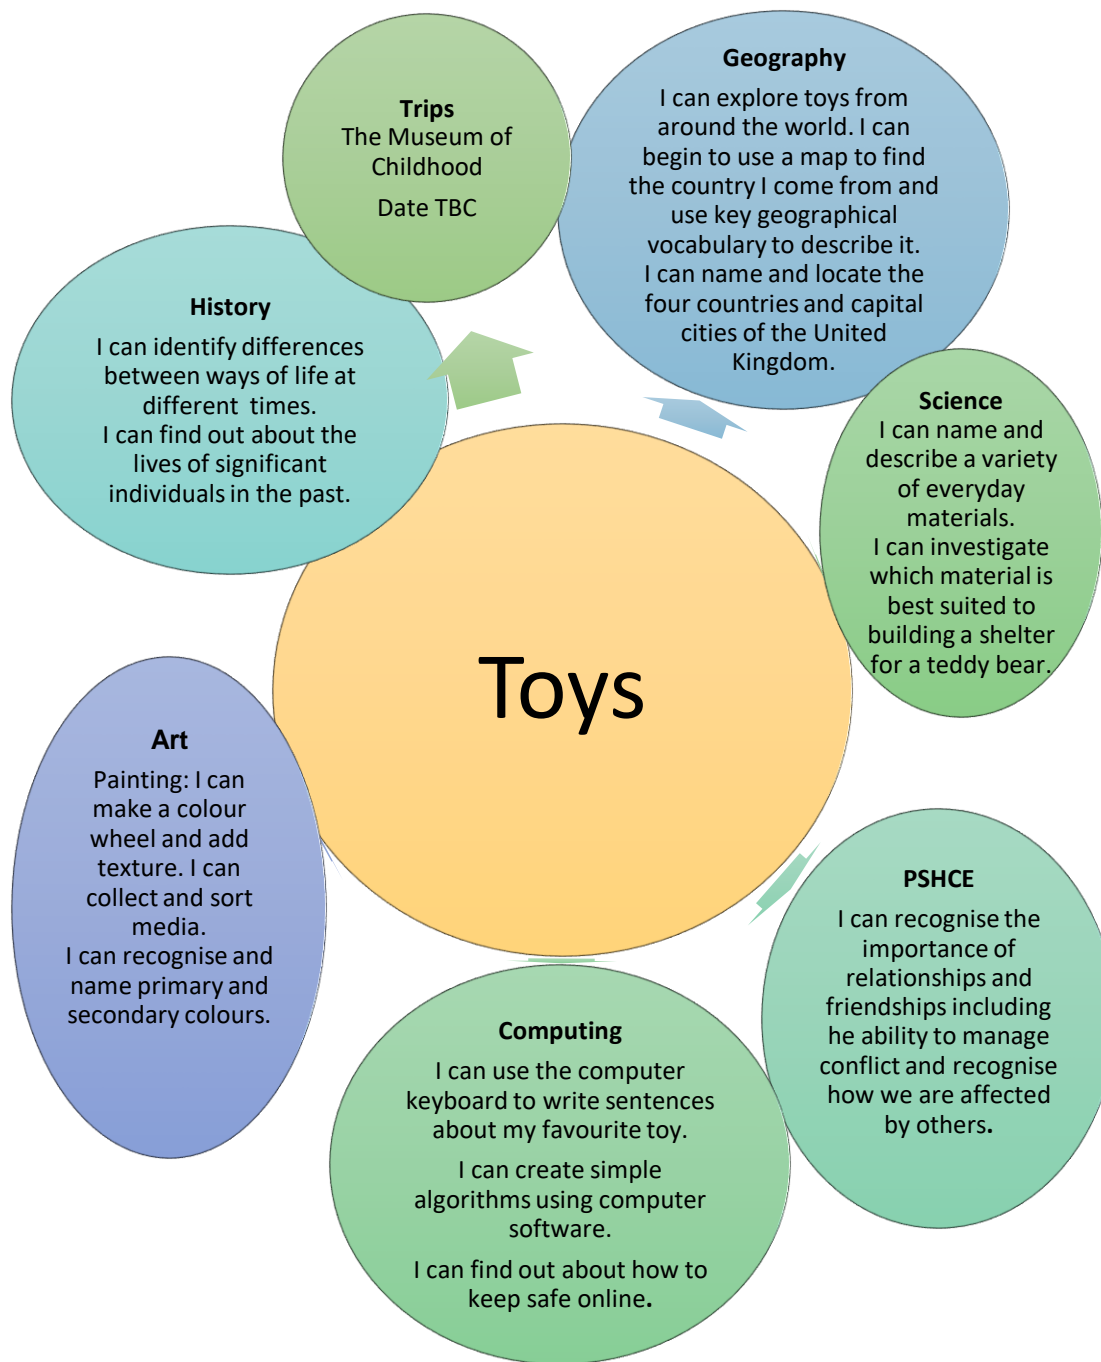 Trips
The Museum of
Childhood
Date TBC
Geography
I can explore toys from
around the world. I can
begin to use a map to find
the country I come from and
use key geographical
vocabulary to describe it.
I can name and locate the
four countries and capital
cities of the United
Kingdom.
History
I can identify differences
between ways of life at
different times.
I can find out about the
lives of significant
individuals in the past.
Science
I can name and
describe a variety
of everyday
materials.
I can investigate
which material is
best suited to
building a shelter
for a teddy bear.
Toys
Art
Painting: I can
make a colour
wheel and add
texture. I can
collect and sort
media.
I can recognise and
name primary and
secondary colours.
PSHCE
I can recognise the
importance of
relationships and
friendships including
he ability to manage
conflict and recognise
how we are affected
by others.
Computing
I can use the computer
keyboard to write sentences
about my favourite toy.
I can create simple
algorithms using computer
software.
I can find out about how to
keep safe online.